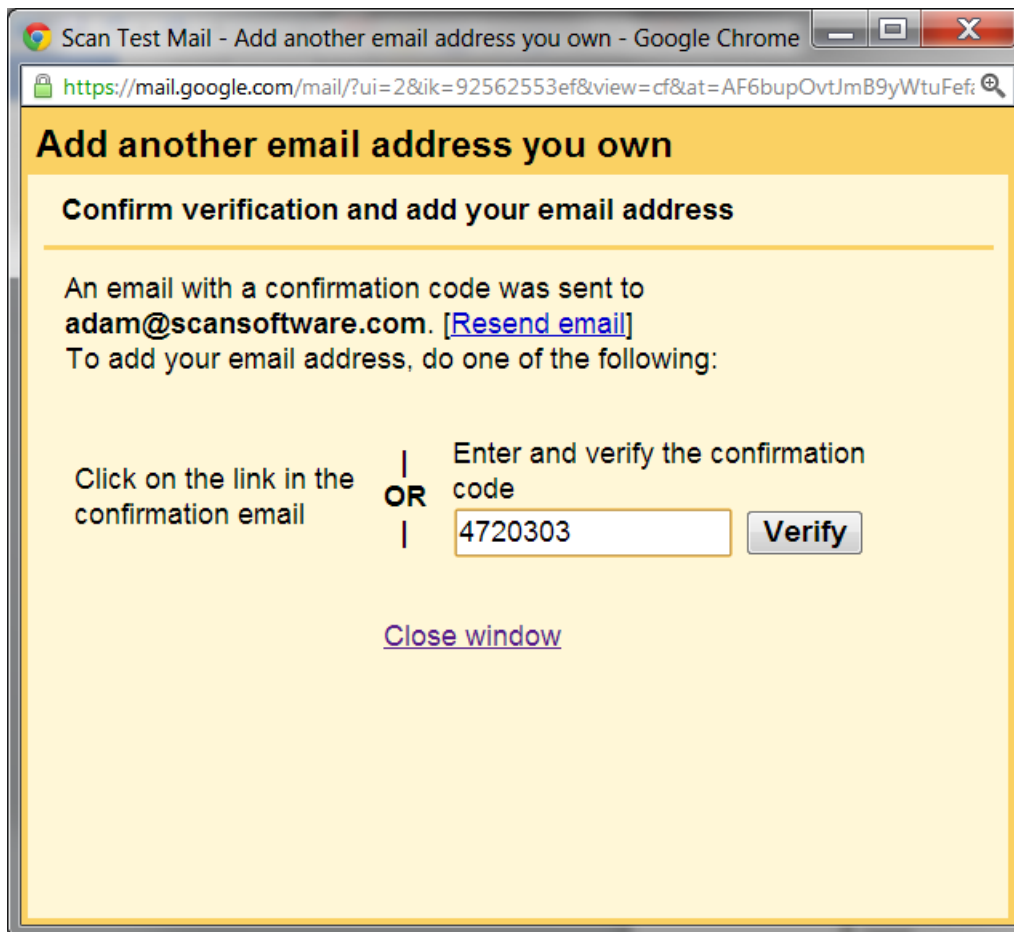 Scan Test Mail - Add another email address you own - Google Chrome
https://mail.google.com/mail/?ui=2&ik=92562553ef&view=cf&at=AF6bupOvtJmB9yWtuFefa
Add another email address you own
Confirm verification and add your email address
An email with a confirmation code was sent to
adam@scansoftware.com. [Resend email]
To add your email address, do one of the following:
Click on the link in the
confirmation email
|
OR
|
Enter and verify the confirmation
code
4720303
Verify
Close window